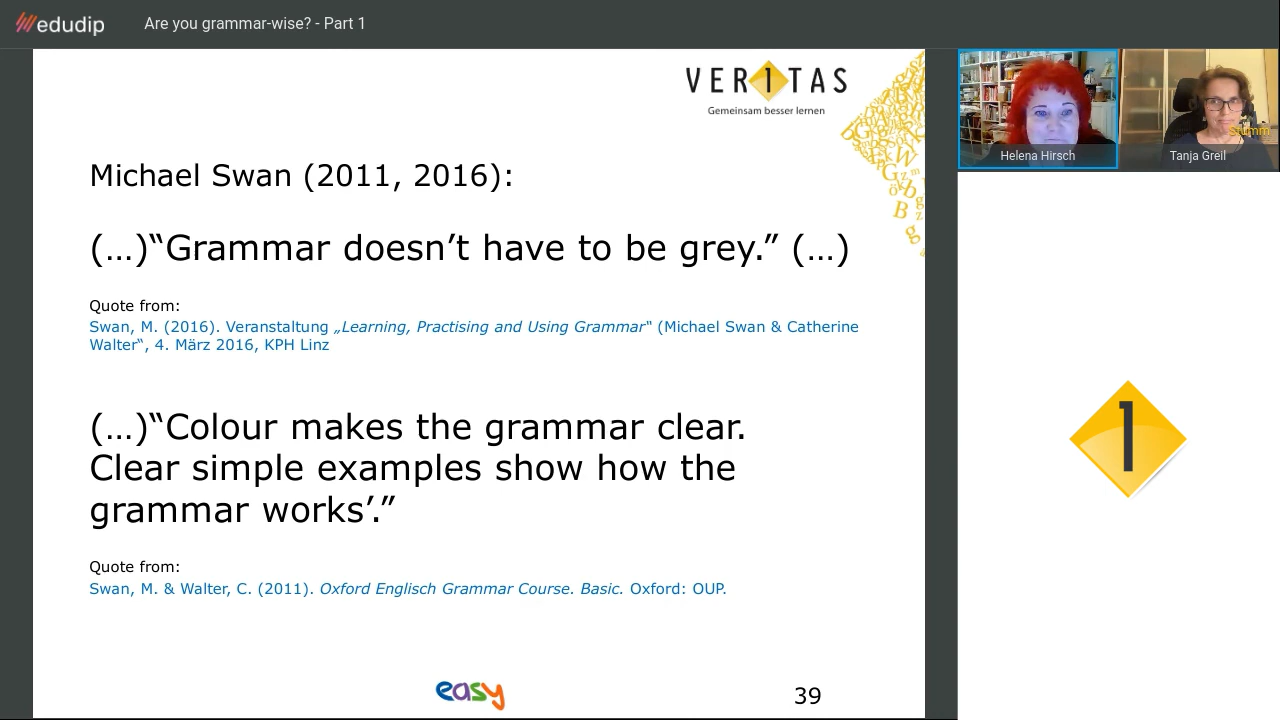 edudip
Are you grammar-wise? - Part 1
VER1TAS
Gemeinsam besser lernen
Michael Swan (2011, 2016):
(…)“Grammar doesn’t have to be grey.” (…)
Quote from:
Swan, M. (2016). Veranstaltung „Learning, Practising and Using Grammar“ (Michael Swan & Catherine
Walter“, 4. März 2016, KPH Linz
(…)“Colour makes the grammar clear.
Clear simple examples show how the
grammar works’.”
Quote from:
Swan, M. & Walter, C. (2011). Oxford Englisch Grammar Course. Basic. Oxford: OUP.
easy
39
Helena Hirsch
Stumm
Tanja Greil
1